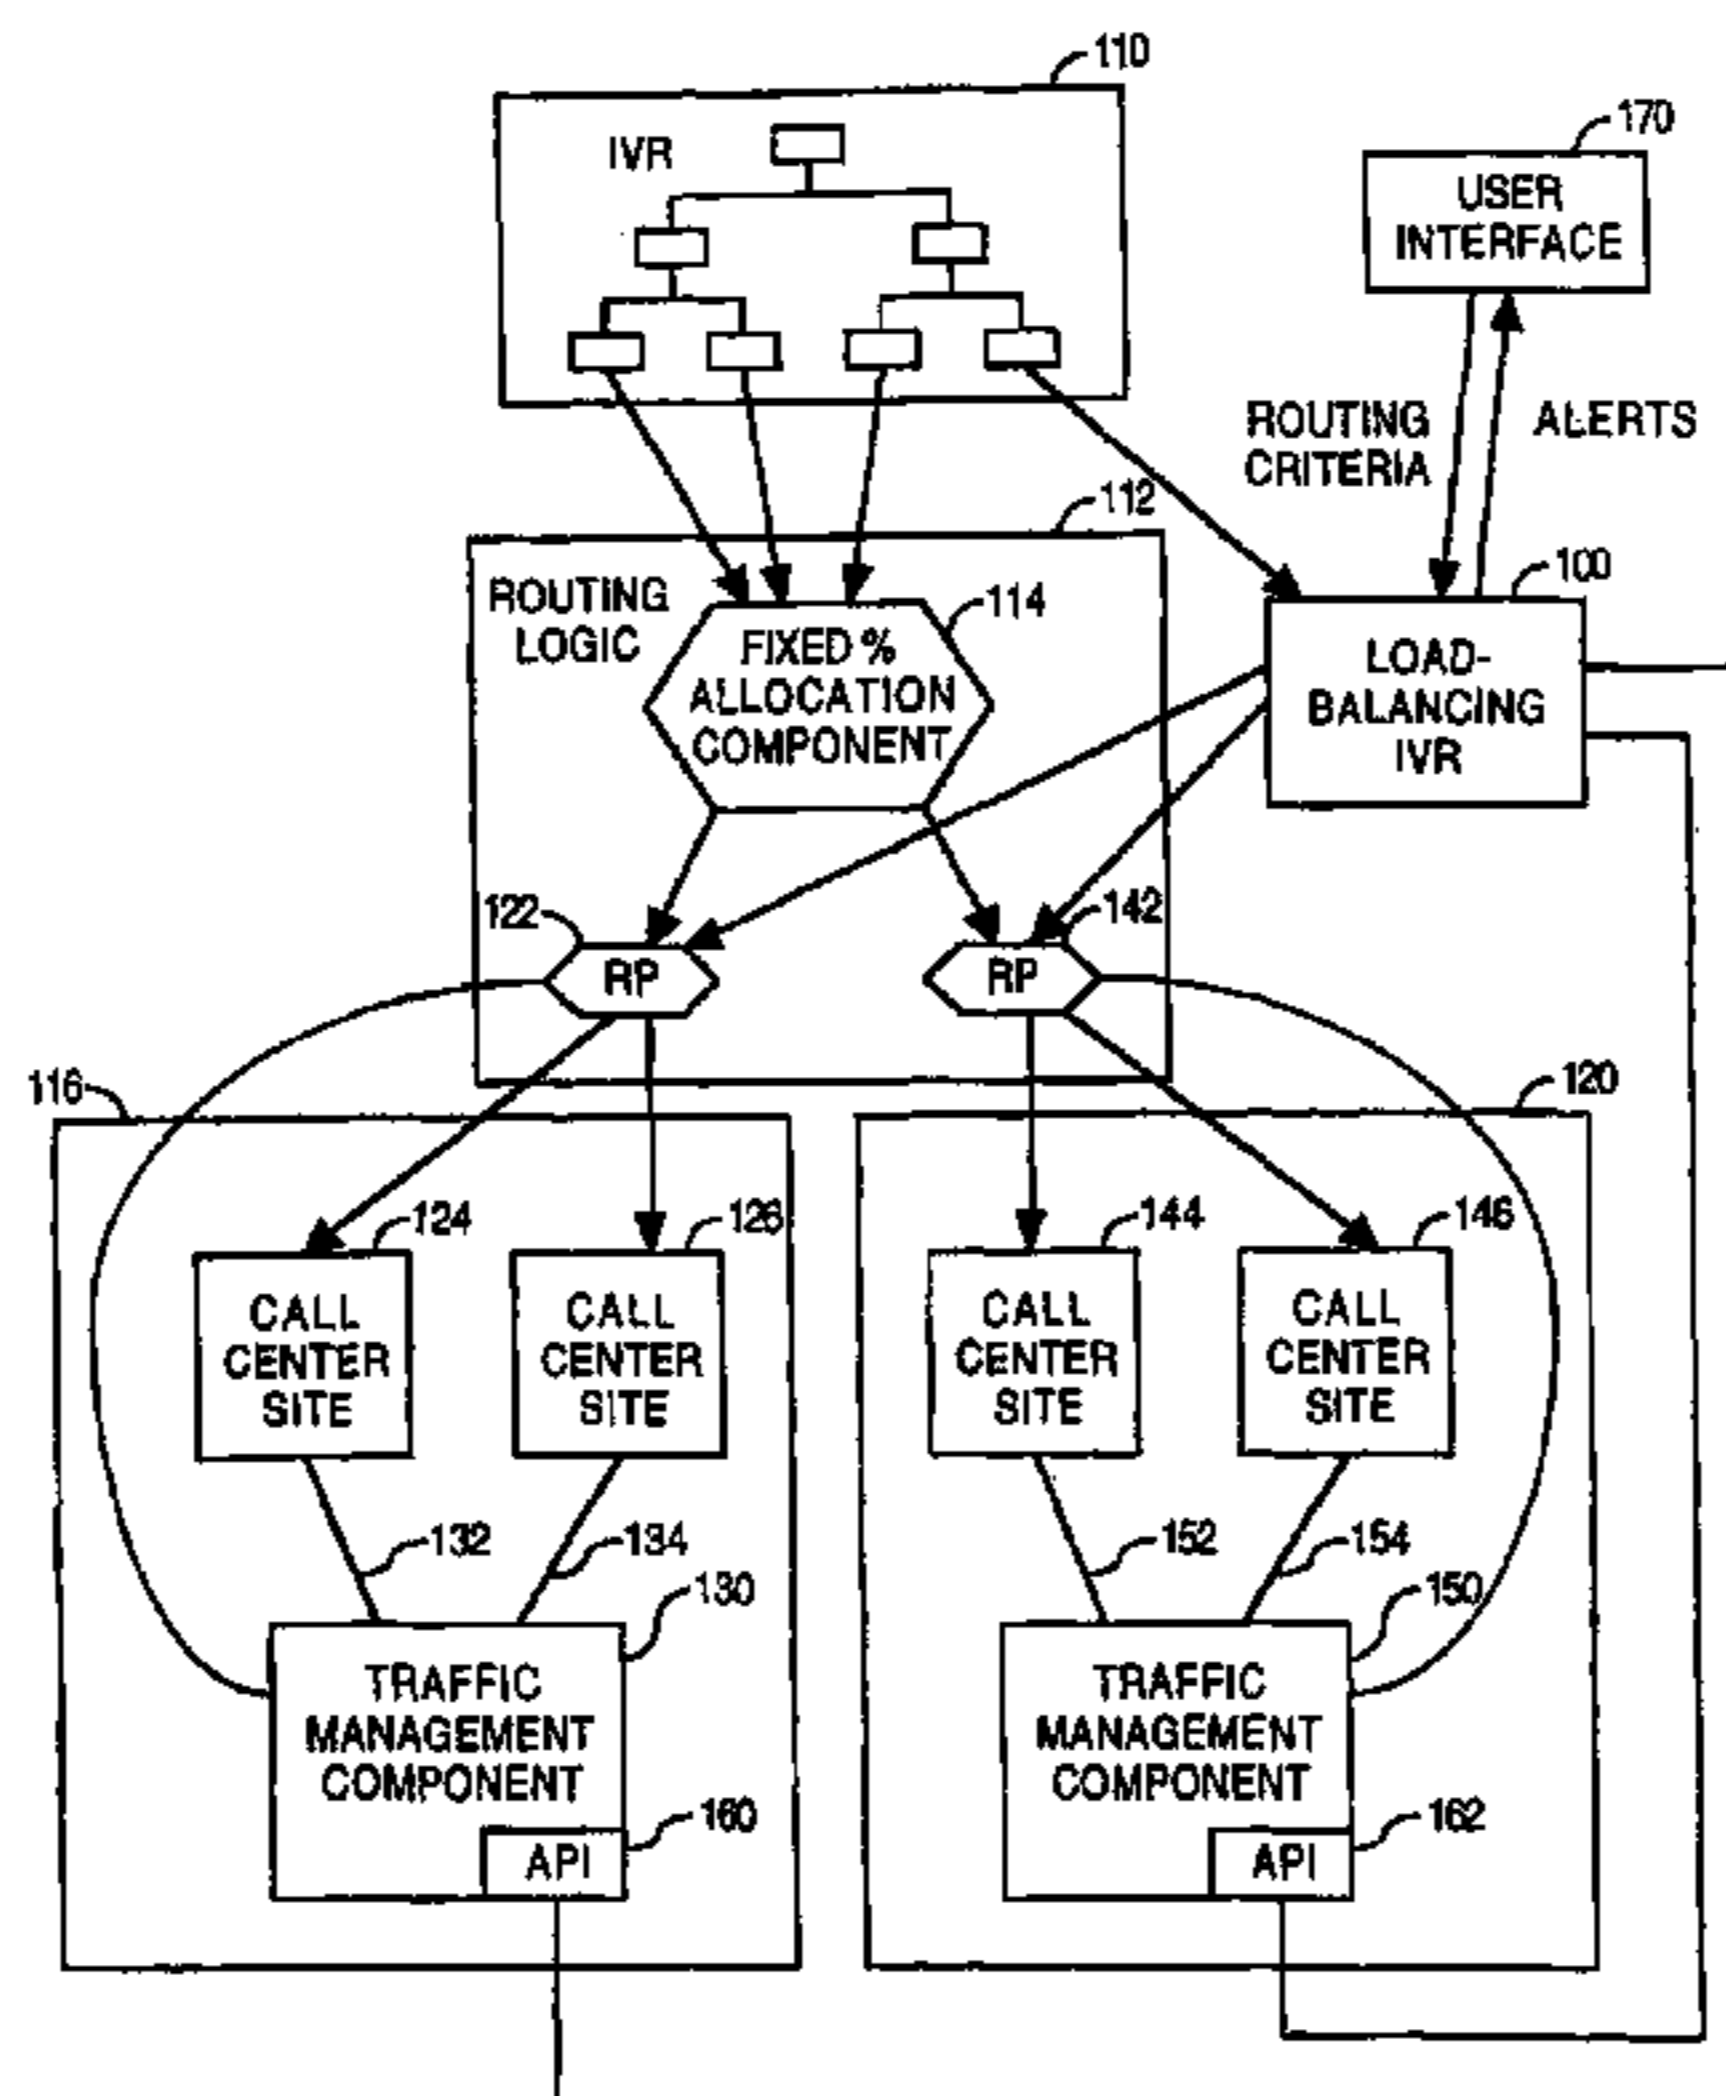 110
IVR
170
USER
INTERFACE
ROUTING
CRITERIA
ALERTS
112
100
ROUTING
LOGIC
114
FIXED %
ALLOCATION
COMPONENT
LOAD-
BALANCING
IVR
122
142
RP
RP
116
120
124
126
144
146
CALL
CENTER
SITE
CALL
CENTER
SITE
CALL
CENTER
SITE
CALL
CENTER
SITE
132
134
152
154
130
150
TRAFFIC
MANAGEMENT
COMPONENT
TRAFFIC
MANAGEMENT
COMPONENT
160
162
API
API